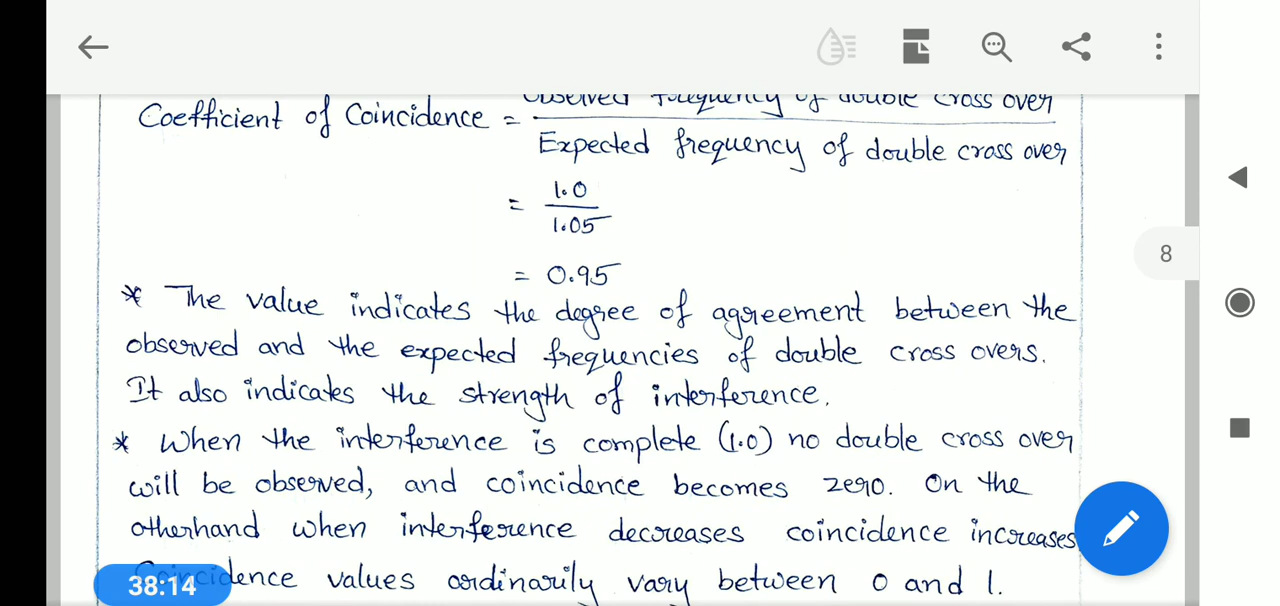 Coefficient of Coincidence = Observed frequency of double cross over
Expected frequency of double cross over
= 1.0
1.05
= 0.95
8
* The value indicates the degree of agreement between the
observed and the expected frequencies of double cross overs.
It also indicates the strength of interference.
* When the interference is complete (1.0) no double cross over
will be observed, and coincidence becomes zero. On the
otherhand when interference decreases coincidence increases
Coincidence values ordinarily vary between 0 and 1.
38:14